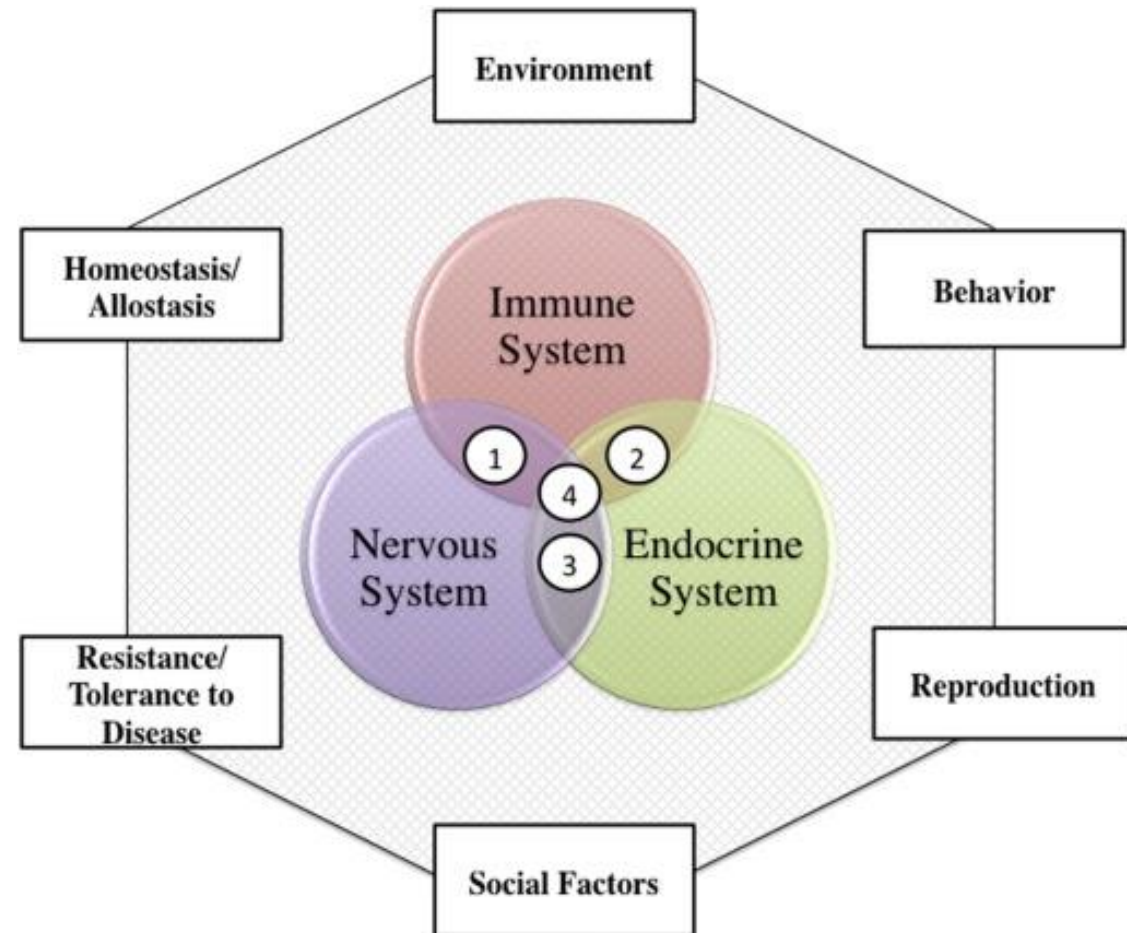 Environment
Homeostasis/
Allostasis
Behavior
Immune
System
1
2
4
3
Nervous
System
Endocrine
System
Resistance/
Tolerance to
Disease
Reproduction
Social Factors